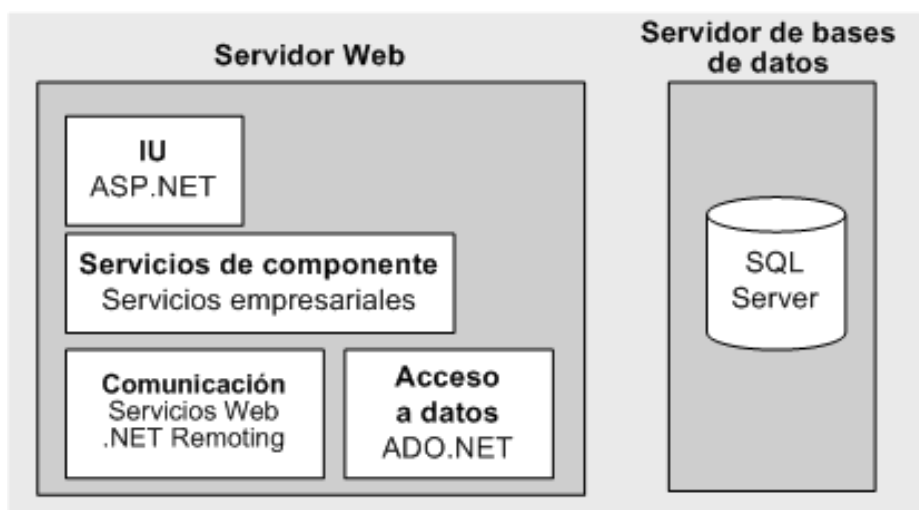 Servidor Web
Servidor de bases
de datos
IU
ASP.NET
Servicios de componente
Servicios empresariales
Comunicación
Servicios Web
.NET Remoting
Acceso
a datos
ADO.NET
SQL
Server